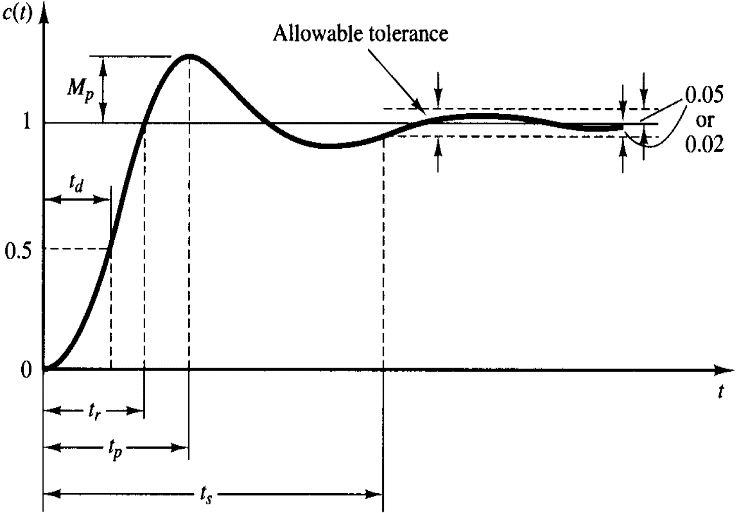 c(t)
Allowable tolerance
M_p
0.05
or
0.02
1
t_d
0.5
0
t
t_r
t_p
t_s